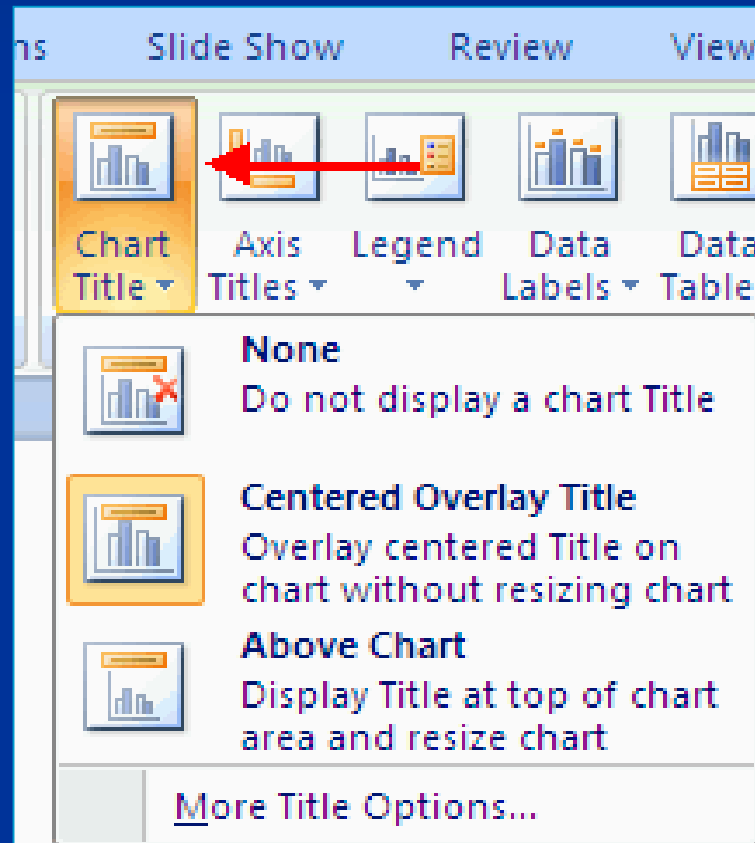 ns Slide Show Review View
Chart Title Axis Titles Legend Data Labels Data Table
None
Do not display a chart Title
Centered Overlay Title
Overlay centered Title on
chart without resizing chart
Above Chart
Display Title at top of chart
area and resize chart
More Title Options...